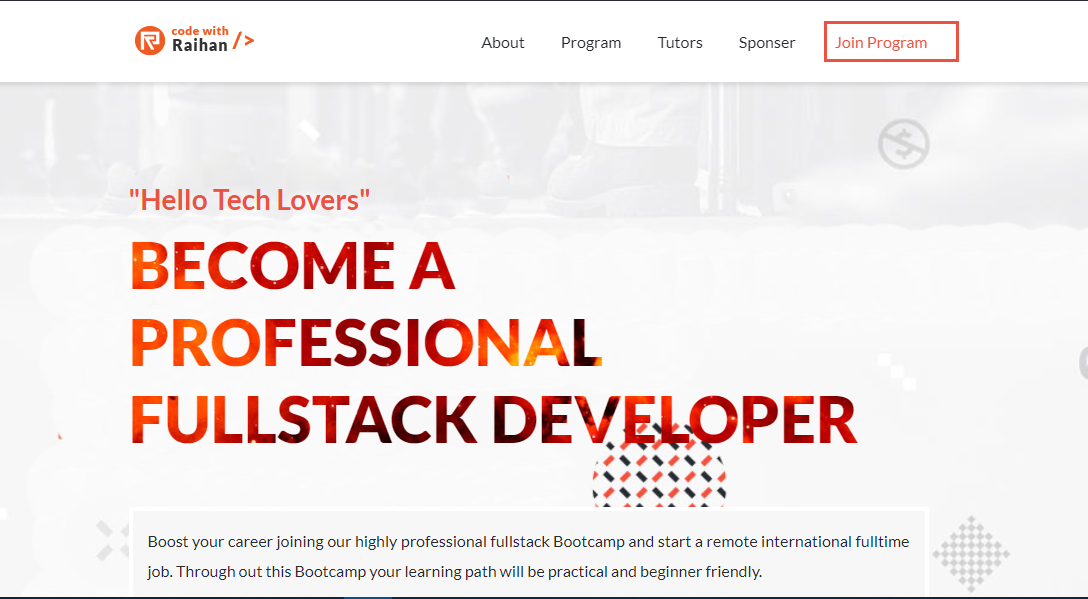 code with
Raihan />
About Program Tutors Sponser Join Program
"Hello Tech Lovers"
BECOME A
PROFESSIONAL
FULLSTACK DEVELOPER
Boost your career joining our highly professional fullstack Bootcamp and start a remote international fulltime
job. Through out this Bootcamp your learning path will be practical and beginner friendly.